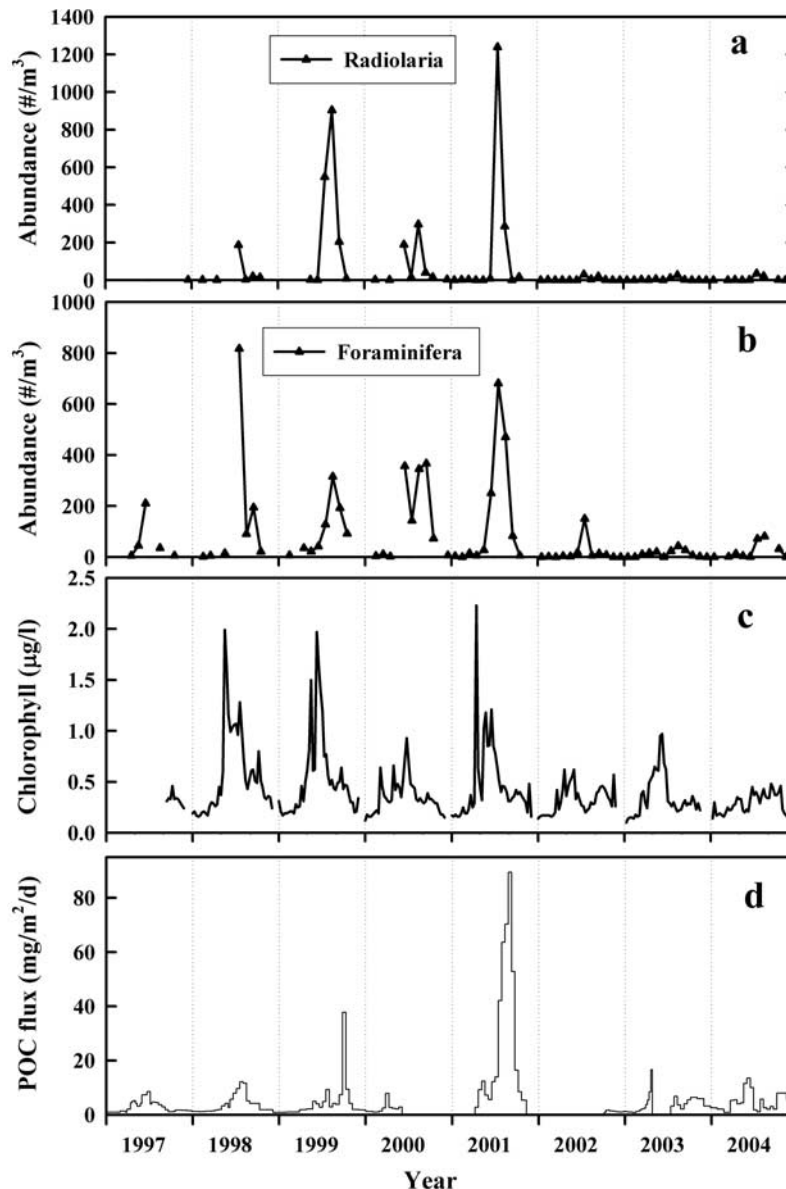 a
Radiolaria
Abundance (#/m³)
1400
1200
1000
800
600
400
200
0
b
Foraminifera
Abundance (#/m³)
1000
800
600
400
200
0
c
Chlorophyll (µg/l)
2.5
2.0
1.5
1.0
0.5
0.0
d
POC flux (mg/m²/d)
80
60
40
20
0
1997 1998 1999 2000 2001 2002 2003 2004
Year